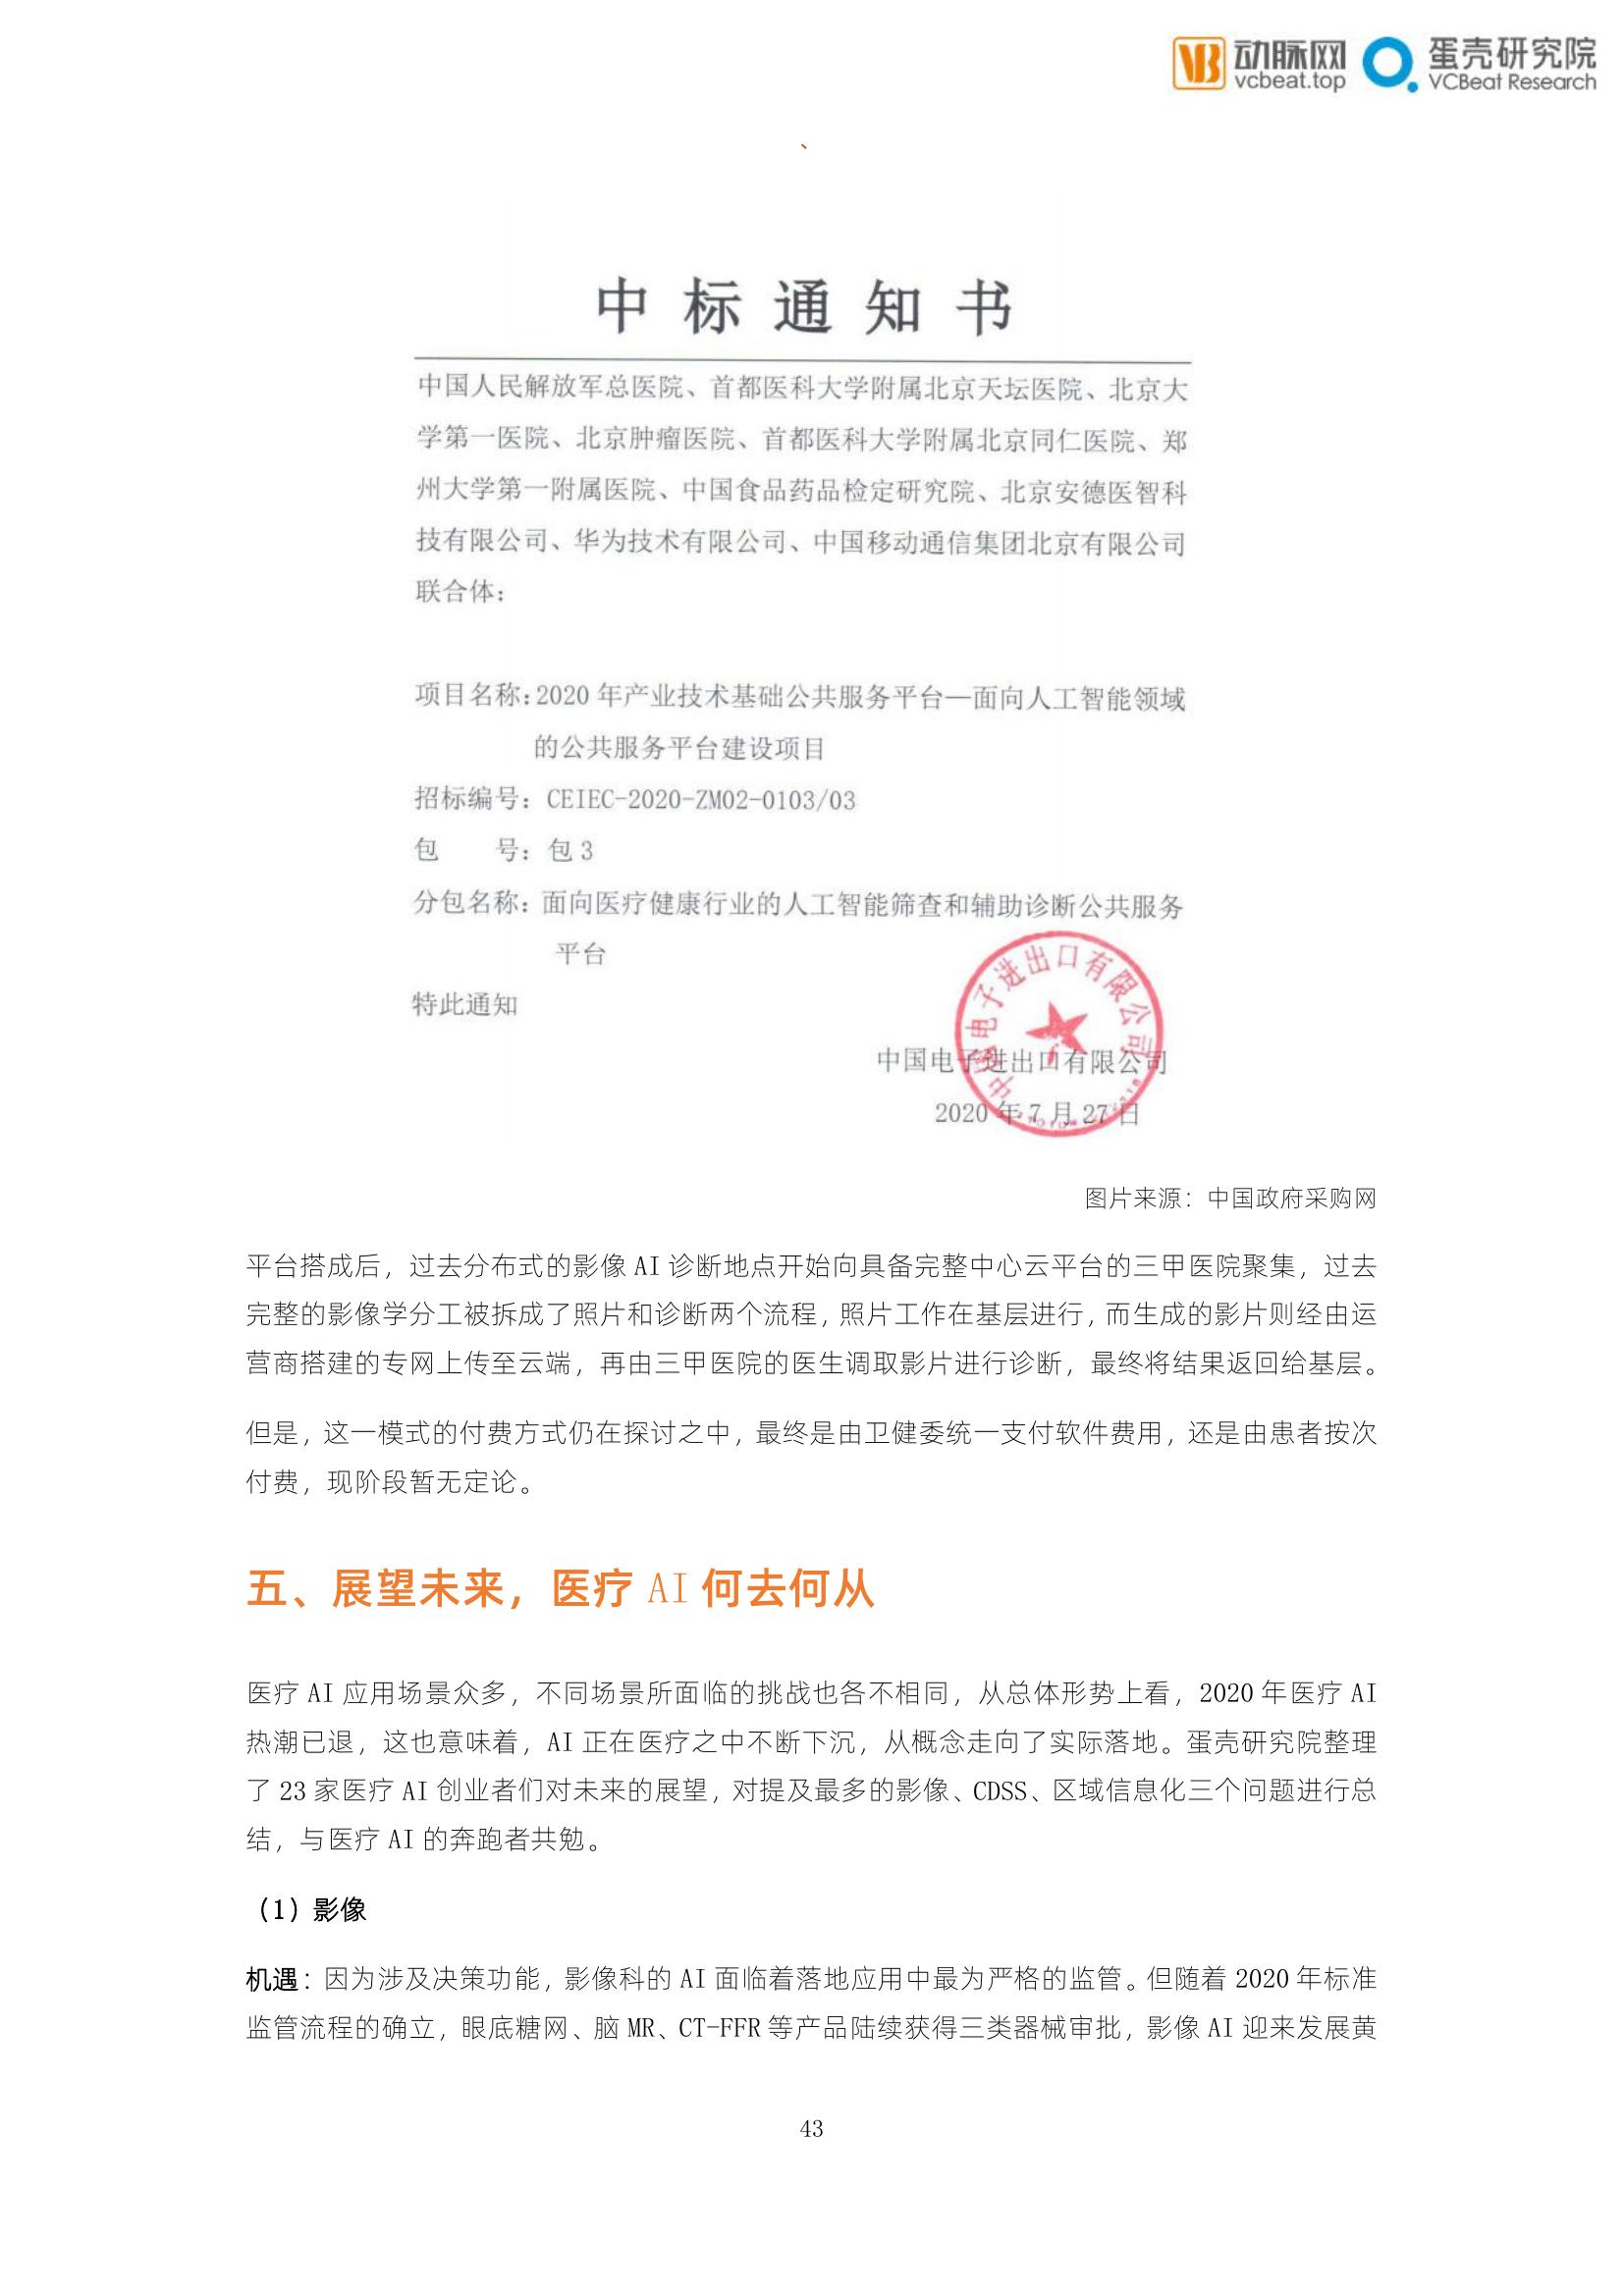 动脉网
vcbeat.top
蛋壳研究院
VCBeat Research
、
中标通知书
中国人民解放军总医院、首都医科大学附属北京天坛医院、北京大
学第一医院、北京肿瘤医院、首都医科大学附属北京同仁医院、郑
州大学第一附属医院、中国食品药品检定研究院、北京安德医智科
技有限公司、华为技术有限公司、中国移动通信集团北京有限公司
联合体：
项目名称：2020 年产业技术基础公共服务平台—面向人工智能领域
的公共服务平台建设项目
招标编号：CEIEC-2020-ZM02-0103/03
包　　号：包 3
分包名称：面向医疗健康行业的人工智能筛查和辅助诊断公共服务
平台
特此通知
中国电子进出口有限公司
中国电子进出口有限公司
2020 年 7 月 27 日
图片来源：中国政府采购网
平台搭成后，过去分布式的影像 AI 诊断地点开始向具备完整中心云平台的三甲医院聚集，过去
完整的影像学分工被拆成了照片和诊断两个流程，照片工作在基层进行，而生成的影片则经由运
营商搭建的专网上传至云端，再由三甲医院的医生调取影片进行诊断，最终将结果返回给基层。
但是，这一模式的付费方式仍在探讨之中，最终是由卫健委统一支付软件费用，还是由患者按次
付费，现阶段暂无定论。
五、展望未来，医疗 AI 何去何从
医疗 AI 应用场景众多，不同场景所面临的挑战也各不相同，从总体形势上看，2020 年医疗 AI
热潮已退，这也意味着，AI 正在医疗之中不断下沉，从概念走向了实际落地。蛋壳研究院整理
了 23 家医疗 AI 创业者们对未来的展望，对提及最多的影像、CDSS、区域信息化三个问题进行总
结，与医疗 AI 的奔跑者共勉。
（1）影像
机遇：因为涉及决策功能，影像科的 AI 面临着落地应用中最为严格的监管。但随着 2020 年标准
监管流程的确立，眼底糖网、脑 MR、CT-FFR 等产品陆续获得三类器械审批，影像 AI 迎来发展黄
43